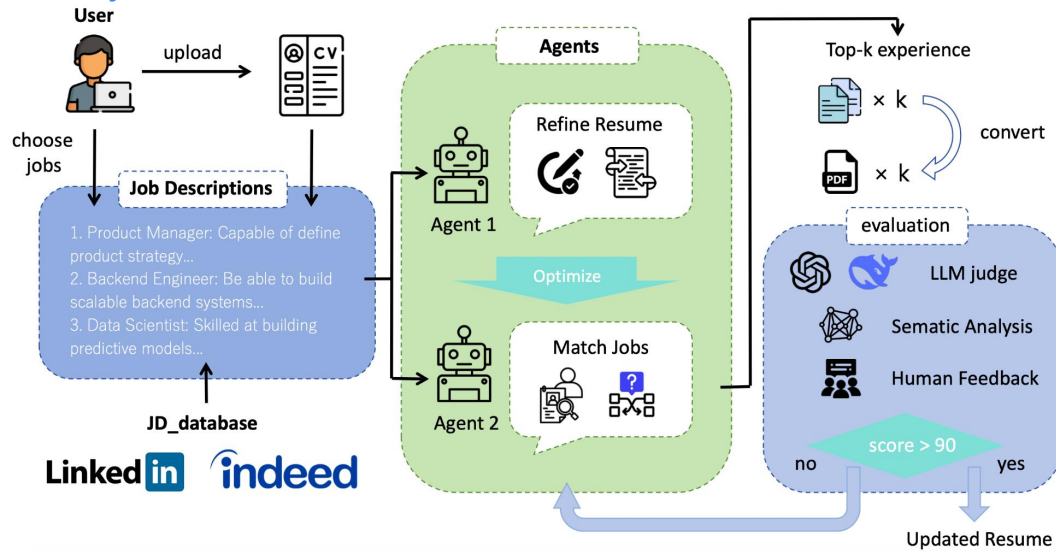 User
upload
CV
choose
jobs
Job Descriptions
1. Product Manager: Capable of define
product strategy...
2. Backend Engineer: Be able to build
scalable backend systems...
3. Data Scientist: Skilled at building
predictive models...
JD_database
Linked in
indeed
Agents
Refine Resume
Agent 1
Optimize
Match Jobs
?
Agent 2
Top-k experience
× k
convert
PDF
× k
evaluation
LLM judge
Sematic Analysis
Human Feedback
score > 90
no
yes
Updated Resume